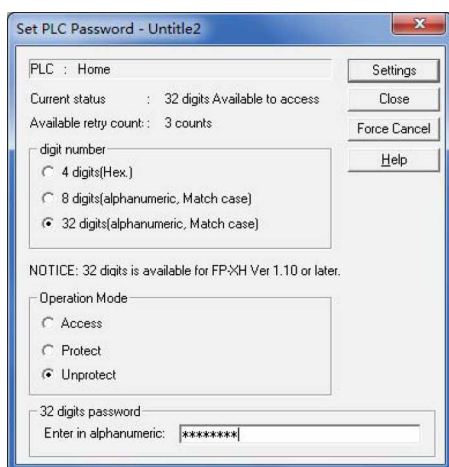 Set PLC Password - Untitle2
PLC : Home
Settings
Current status : 32 digits Available to access
Close
Available retry count: : 3 counts
Force Cancel
digit number
Help
4 digits(Hex.)
8 digits(alphanumeric, Match case)
32 digits(alphanumeric, Match case)
NOTICE: 32 digits is available for FP-XH Ver 1.10 or later.
Operation Mode
Access
Protect
Unprotect
32 digits password
Enter in alphanumeric: ********